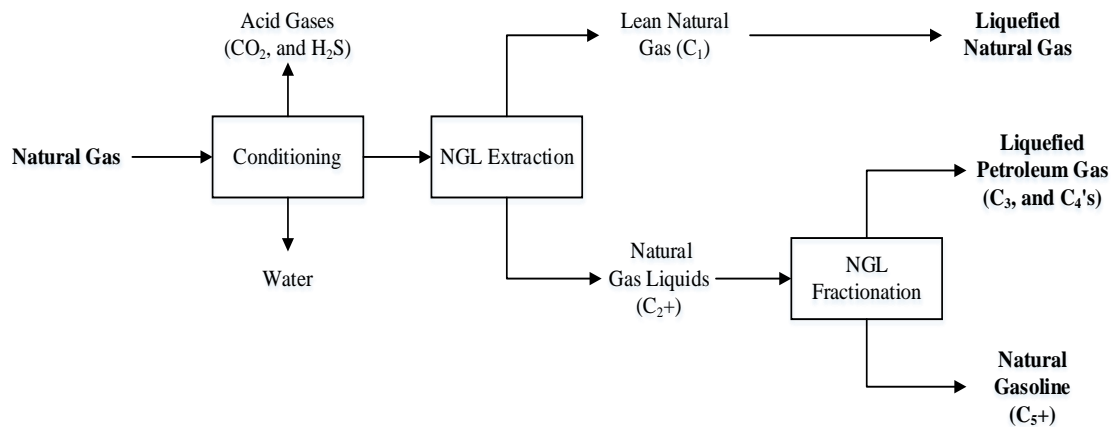 Acid Gases
(CO₂, and H₂S)
Lean Natural
Gas (C₁)
Liquefied
Natural Gas
Natural Gas
Conditioning
NGL Extraction
Liquefied
Petroleum Gas
(C₃, and C₄'s)
Water
Natural
Gas Liquids
(C₂+)
NGL
Fractionation
Natural
Gasoline
(C₅+)